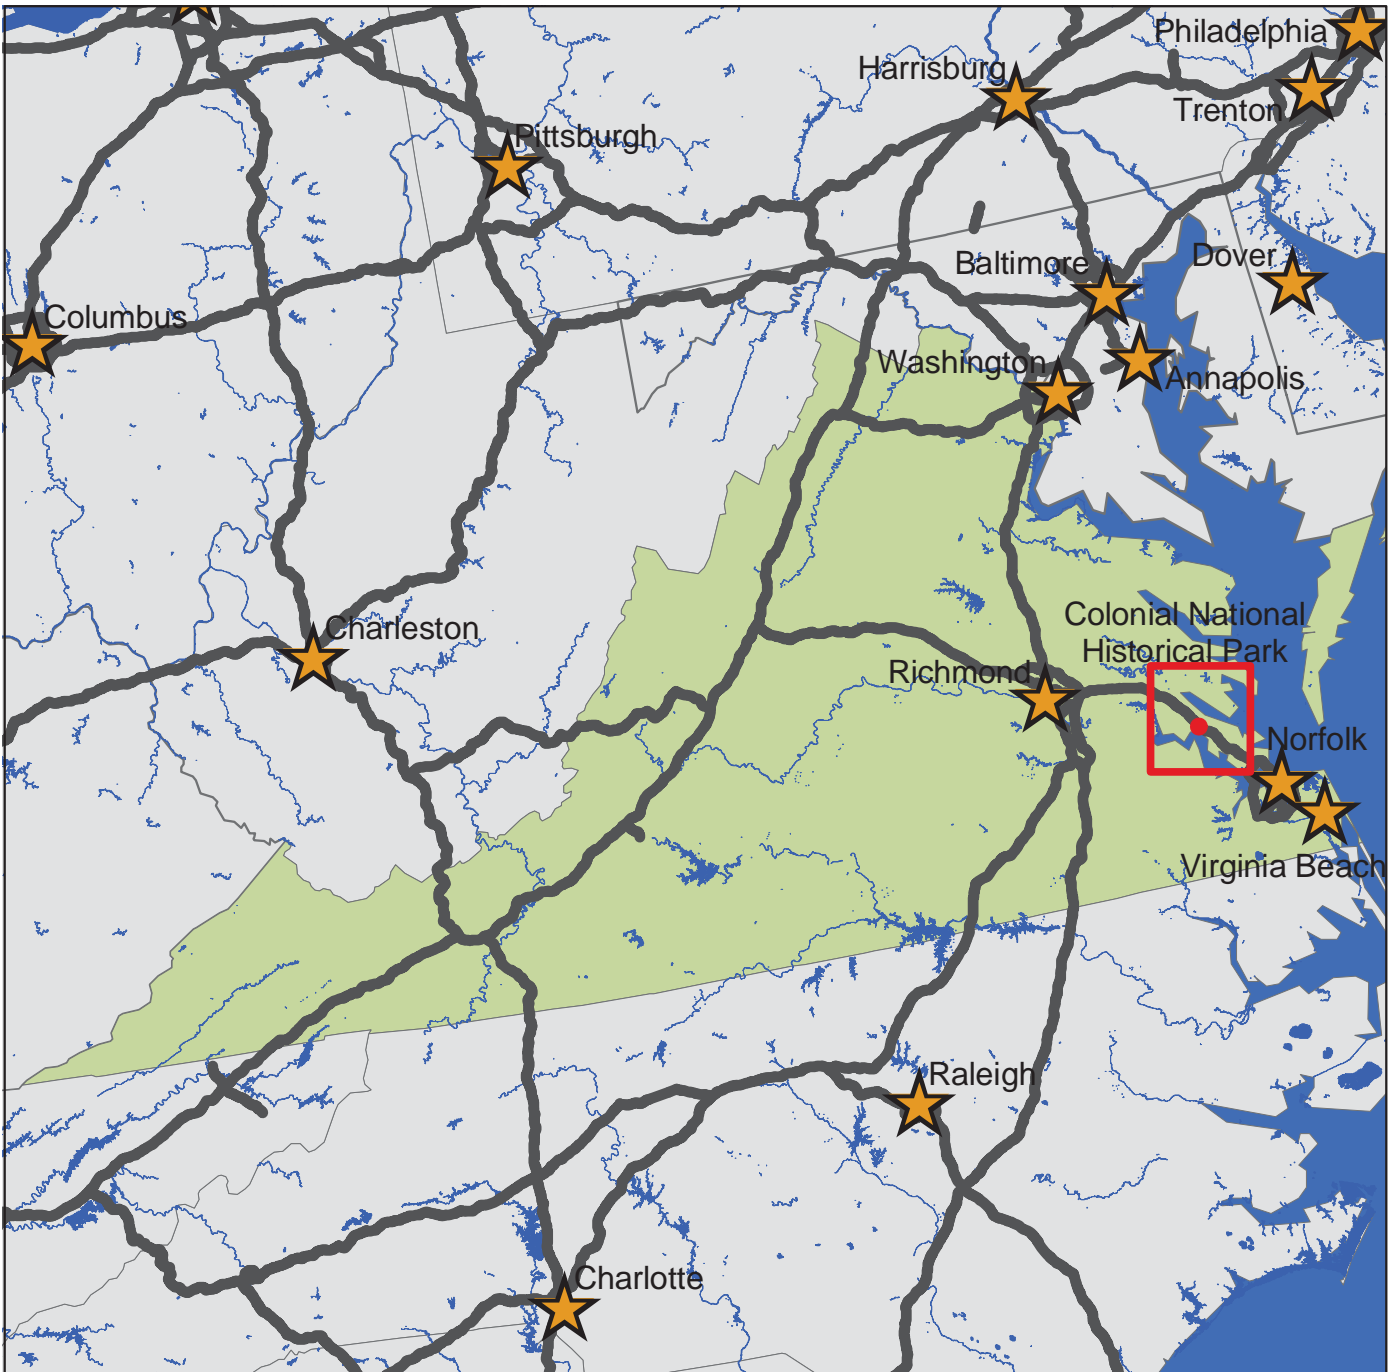 Philadelphia
Harrisburg
Trenton
Pittsburgh
Dover
Baltimore
Columbus
Washington
Annapolis
Colonial National
Historical Park
Charleston
Richmond
Norfolk
Virginia Beach
Raleigh
Charlotte